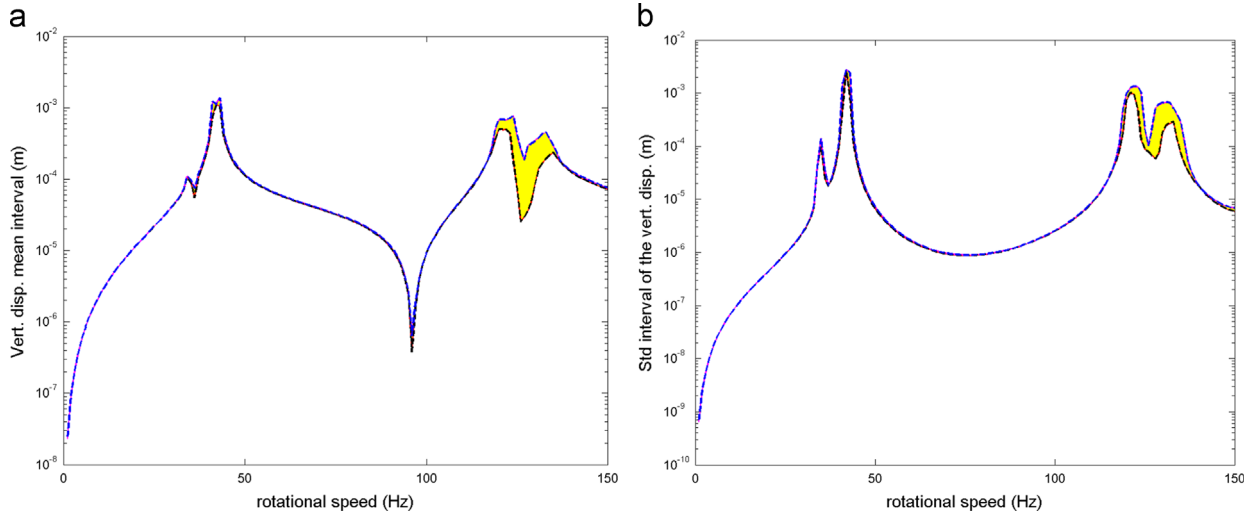 a
Vert. disp. mean interval (m)
10⁻²
10⁻³
10⁻⁴
10⁻⁵
10⁻⁶
10⁻⁷
10⁻⁸
0 50 100 150
rotational speed (Hz)
b
Std interval of the vert. disp. (m)
10⁻²
10⁻³
10⁻⁴
10⁻⁵
10⁻⁶
10⁻⁷
10⁻⁸
10⁻⁹
10⁻¹⁰
0 50 100 150
rotational speed (Hz)